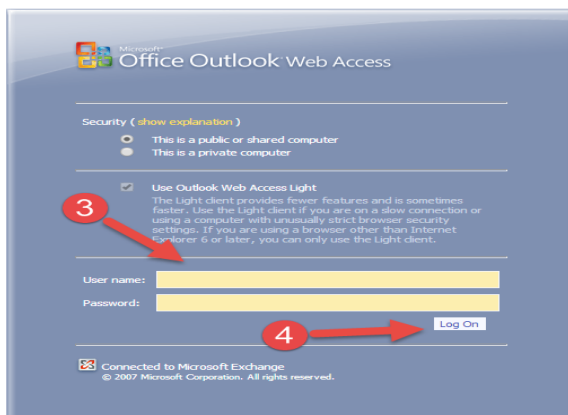 Microsoft
Office Outlook Web Access
Security ( show explanation )
This is a public or shared computer
This is a private computer
Use Outlook Web Access Light
The Light client provides fewer features and is sometimes
faster. Use the Light client if you are on a slow connection or
using a computer with unusually strict browser security
settings. If you are using a browser other than Internet
Explorer 6 or later, you can only use the Light client.
3
User name:
Password:
Log On
4
Connected to Microsoft Exchange
© 2007 Microsoft Corporation. All rights reserved.